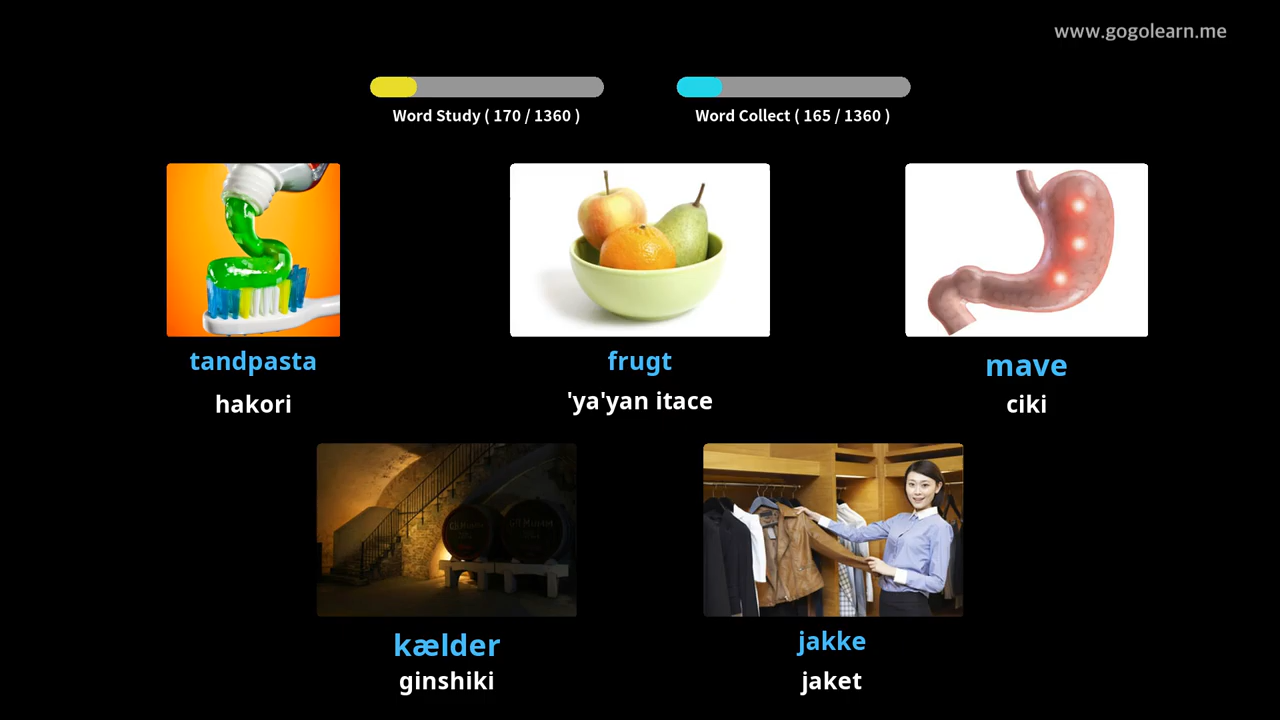 www.gogolearn.me
Word Study ( 170 / 1360 )
Word Collect ( 165 / 1360 )
tandpasta
hakori
frugt
'ya'yan itace
mave
ciki
kælder
ginshiki
jakke
jaket